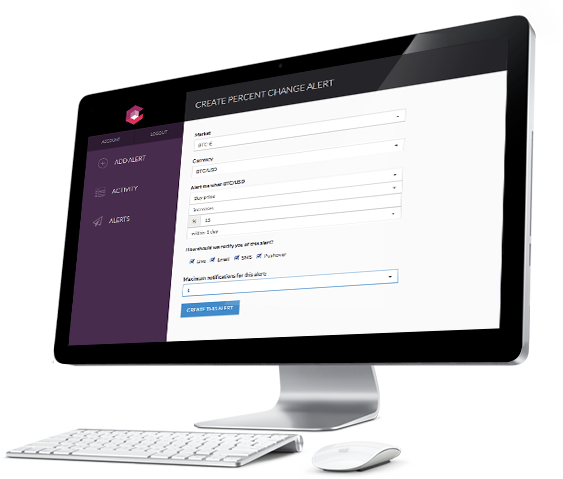 CREATE PERCENT CHANGE ALERT
ACCOUNT
LOGOUT
ADD ALERT
ACTIVITY
ALERTS
Market
BTC-E
Currency
BTC/USD
Alert me when BTC/USD
Buy price
Increases
%
15
within 1 day
How should we notify you of this alert?
Live Email SMS Pushover
Maximum notifications for this alert
1
CREATE THIS ALERT